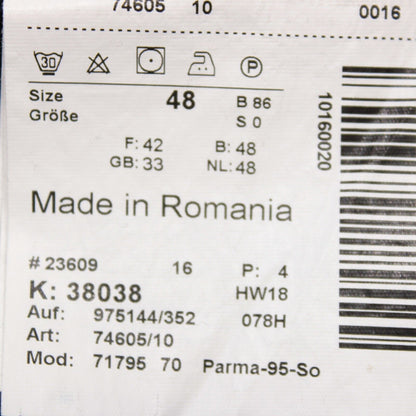 74605 10 0016
30 P
Size 48 B 86
Größe S 0
F: 42 B: 48
GB: 33 NL: 48
10160020
Made in Romania
# 23609 16 P: 4
K: 38038 HW18
Auf: 975144/352 078H
Art: 74605/10
Mod: 71795 70 Parma-95-So